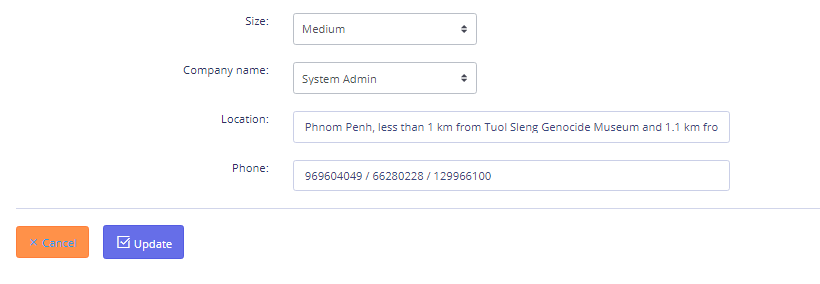 Size:
Medium
Company name:
System Admin
Location:
Phnom Penh, less than 1 km from Tuol Sleng Genocide Museum and 1.1 km fro
Phone:
969604049 / 66280228 / 129966100
× Cancel
Update